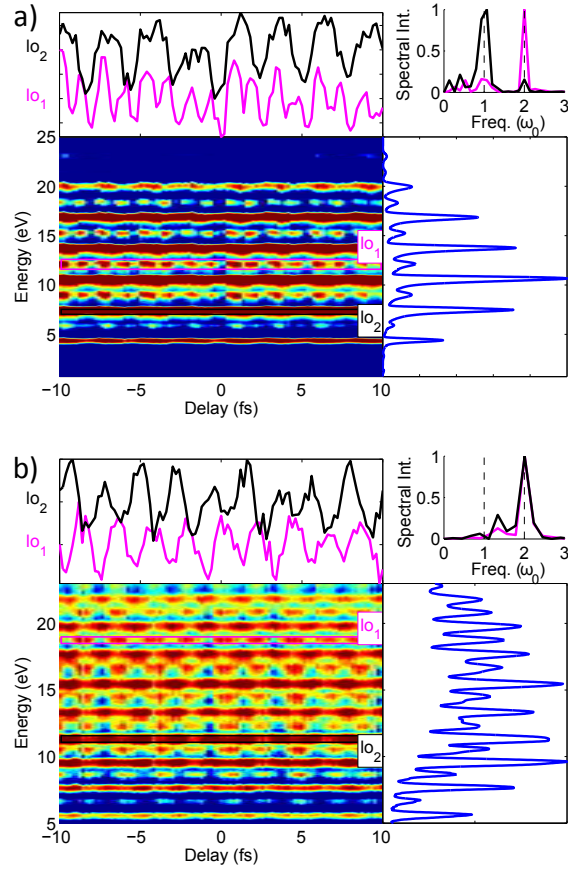 a)
Io2
Io1
Spectral Int.
1
0.5
0
0 1 2 3
Freq. (ω0)
Energy (eV)
25
20
15
10
5
Io1
Io2
−10 −5 0 5 10
Delay (fs)
b)
Io2
Io1
Spectral Int.
1
0.5
0
0 1 2 3
Freq. (ω0)
Energy (eV)
20
15
10
5
Io1
Io2
−10 −5 0 5 10
Delay (fs)